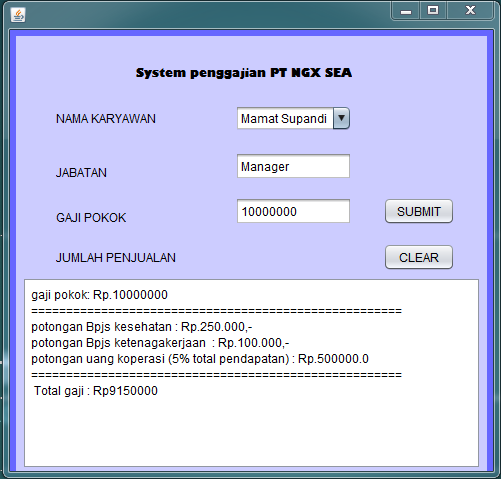 System penggajian PT NGX SEA
NAMA KARYAWAN Mamat Supandi
JABATAN Manager
GAJI POKOK 10000000 SUBMIT
JUMLAH PENJUALAN CLEAR
gaji pokok: Rp.10000000
=====================================================
potongan Bpjs kesehatan : Rp.250.000,-
potongan Bpjs ketenagakerjaan  : Rp.100.000,-
potongan uang koperasi (5% total pendapatan) : Rp.500000.0
=====================================================
Total gaji : Rp9150000